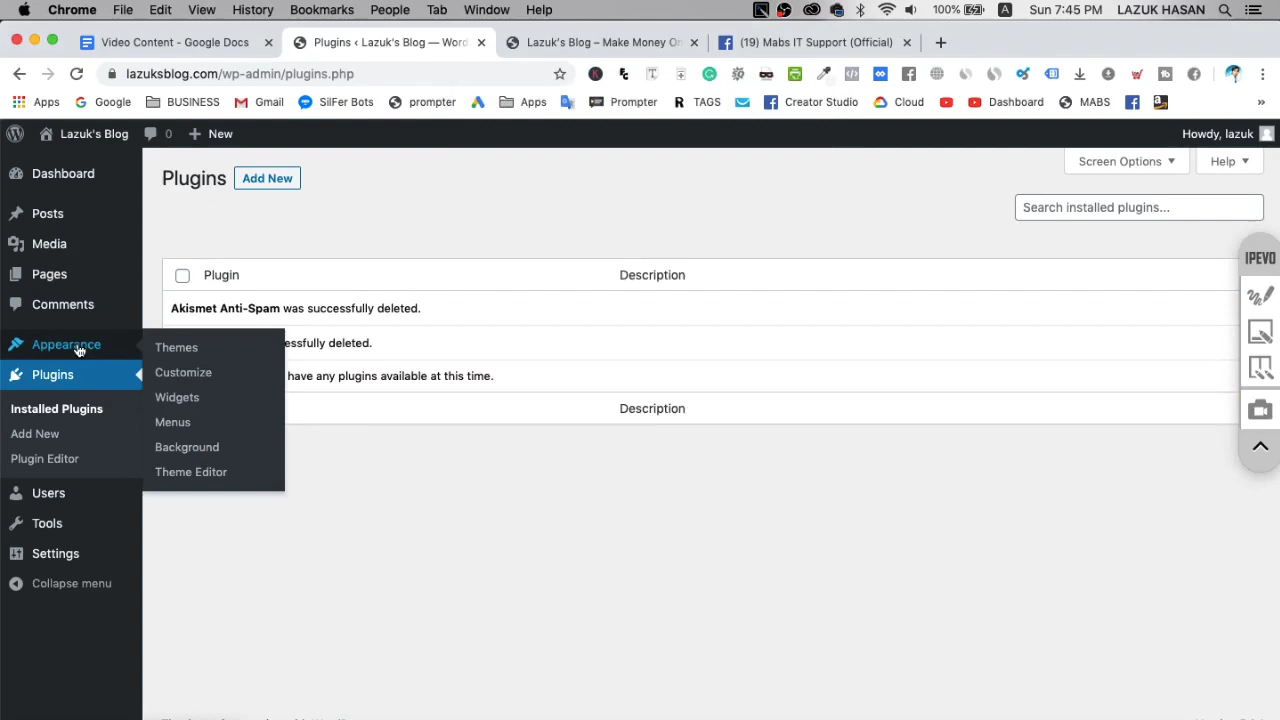 Chrome File Edit View History Bookmarks People Tab Window Help 100% A Sun 7:45 PM LAZUK HASAN
Video Content - Google Docs Plugins ‹ Lazuk's Blog — Word Lazuk's Blog – Make Money On (19) Mabs IT Support (Official)
lazuksblog.com/wp-admin/plugins.php
Apps Google BUSINESS Gmail SilFer Bots prompter Apps Prompter TAGS Creator Studio Cloud Dashboard MABS »
Lazuk's Blog 0 New Howdy, lazuk
Screen Options Help
Plugins Add New
Search installed plugins...
Dashboard
Posts
Media
Pages
Comments
Appearance
Plugins
Installed Plugins
Add New
Plugin Editor
Users
Tools
Settings
Collapse menu
Themes
Customize
Widgets
Menus
Background
Theme Editor
Plugin Description
Akismet Anti-Spam was successfully deleted.
ssfully deleted.
have any plugins available at this time.
Description
IPEVO